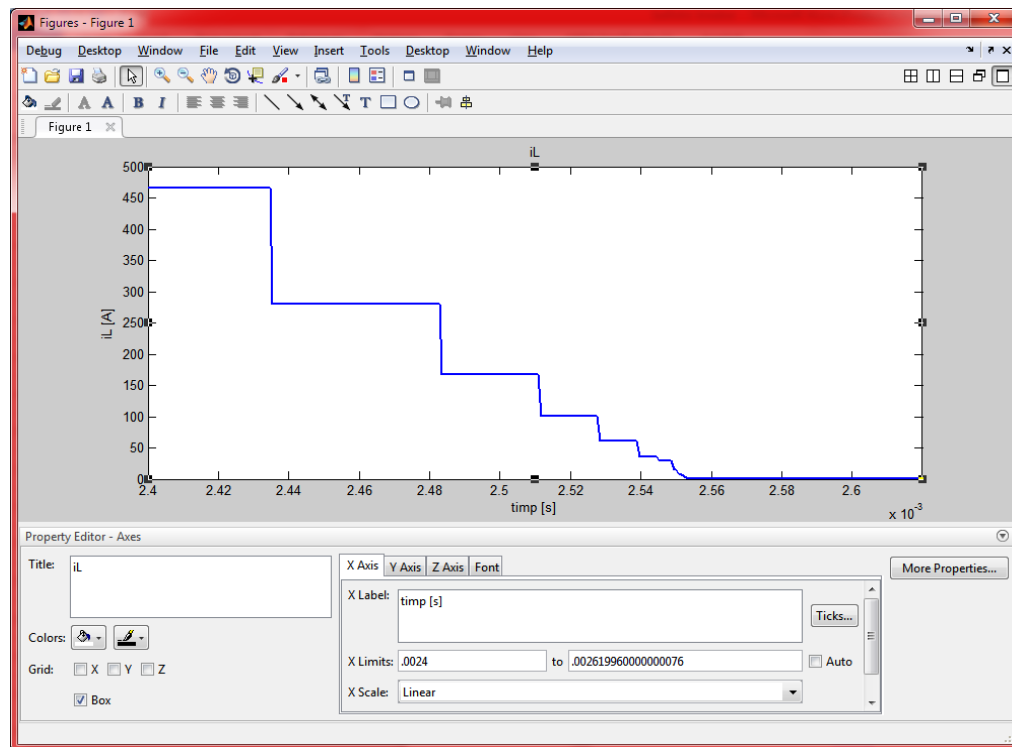 Figures - Figure 1
Debug Desktop Window File Edit View Insert Tools Desktop Window Help
A A B I T T
Figure 1
iL
500
450
400
350
300
250
200
150
100
50
0
iL [A]
2.4 2.42 2.44 2.46 2.48 2.5 2.52 2.54 2.56 2.58 2.6
timp [s]
x 10-3
Property Editor - Axes
Title: iL
X Axis Y Axis Z Axis Font
More Properties...
X Label: timp [s]
Ticks...
Colors:
X Limits: .0024 to .002619960000000076 Auto
Grid: X Y Z
X Scale: Linear
Box